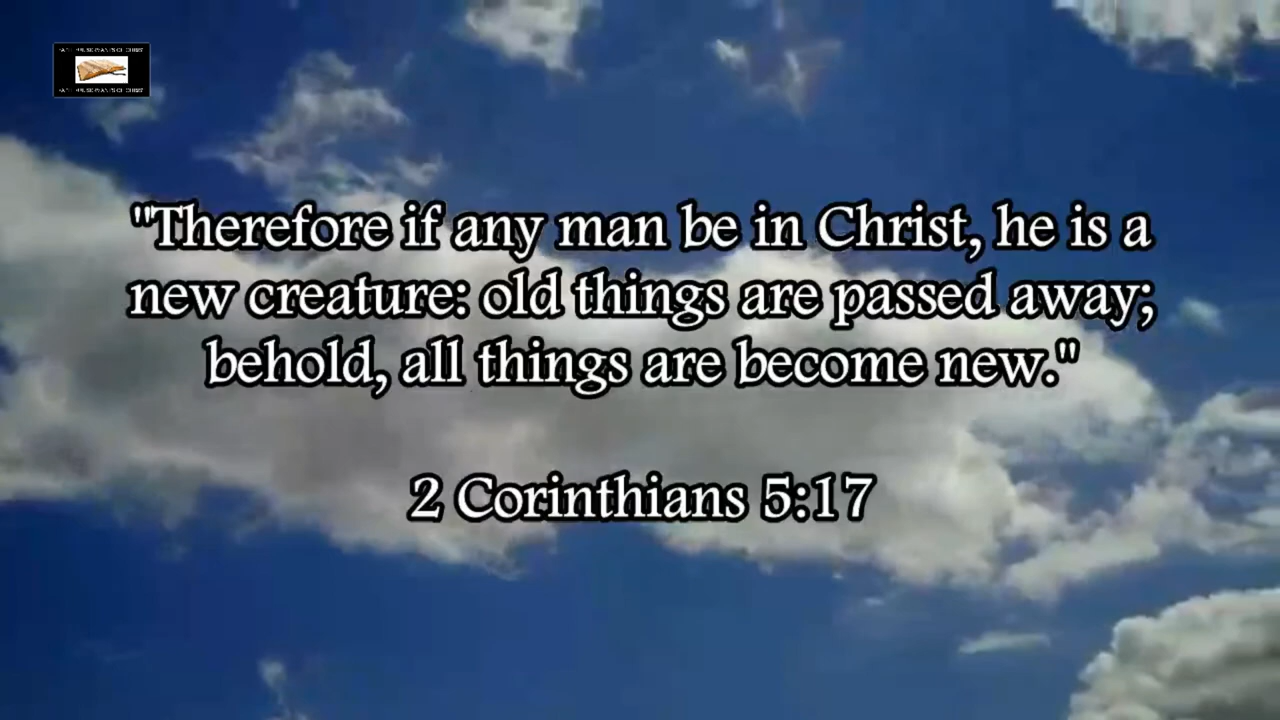 "Therefore if any man be in Christ, he is a
new creature: old things are passed away;
behold, all things are become new."
2 Corinthians 5:17